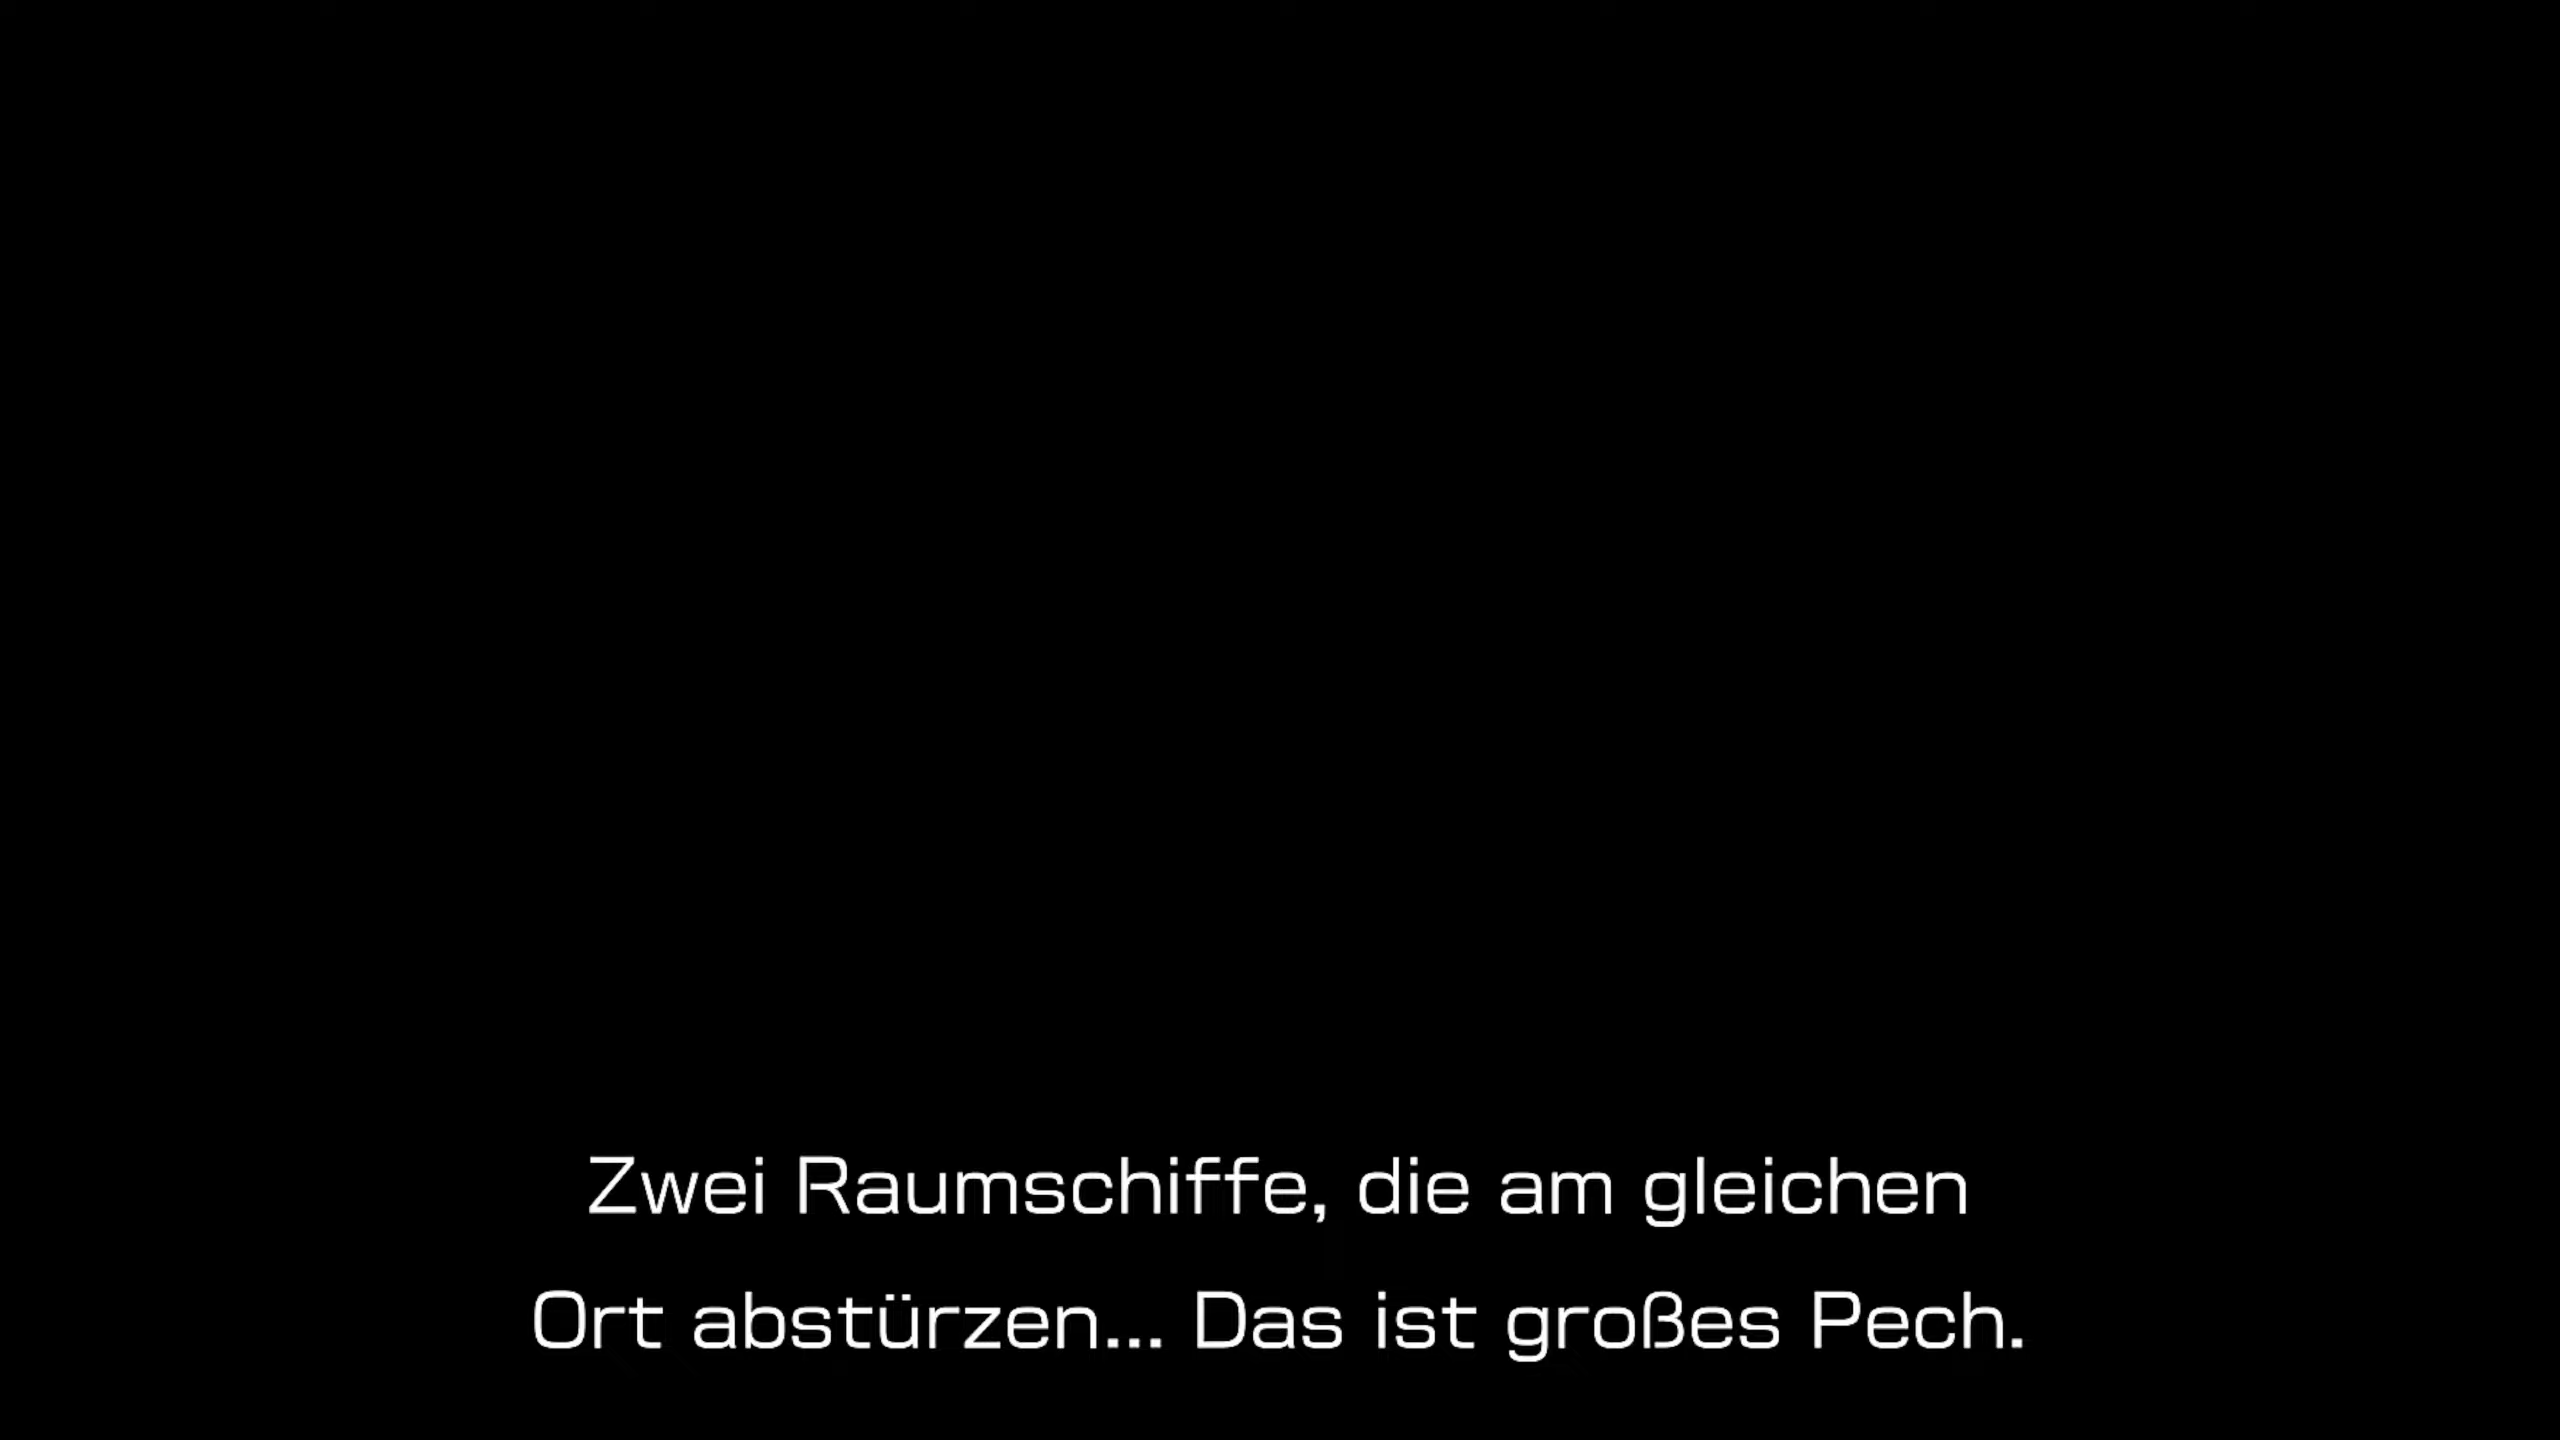 Zwei Raumschiffe, die am gleichen
Ort abstürzen... Das ist großes Pech.